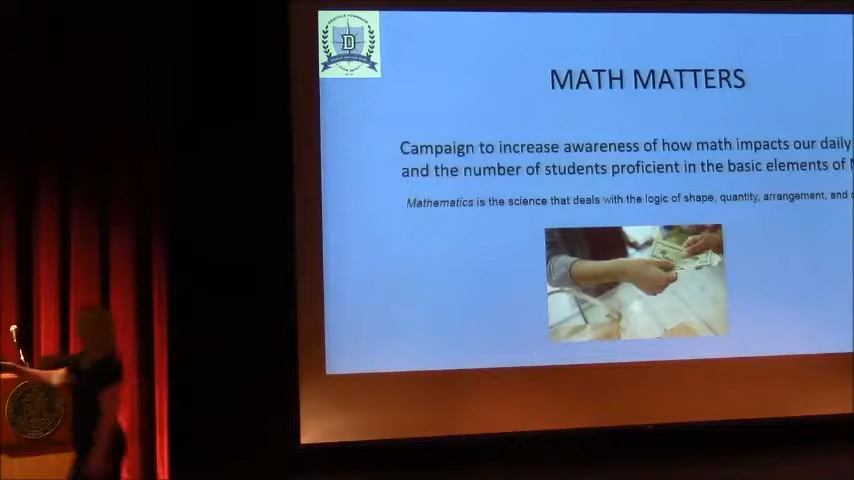 D
MATH MATTERS
Campaign to increase awareness of how math impacts our daily
and the number of students proficient in the basic elements of
Mathematics is the science that deals with the logic of shape, quantity, arrangement, and